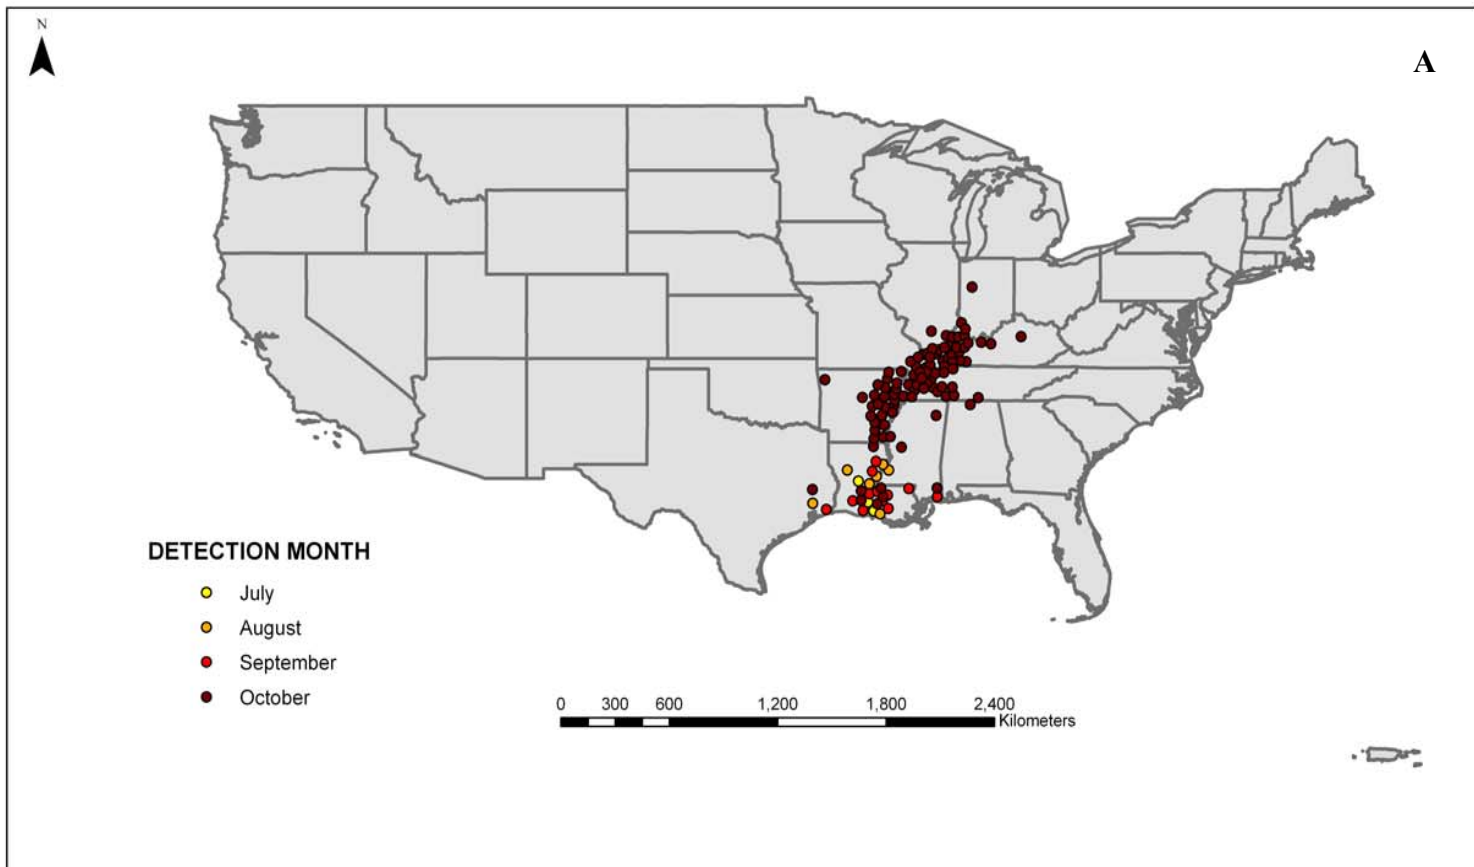 N
A
DETECTION MONTH
July
August
September
October
0 300 600 1,200 1,800 2,400
Kilometers